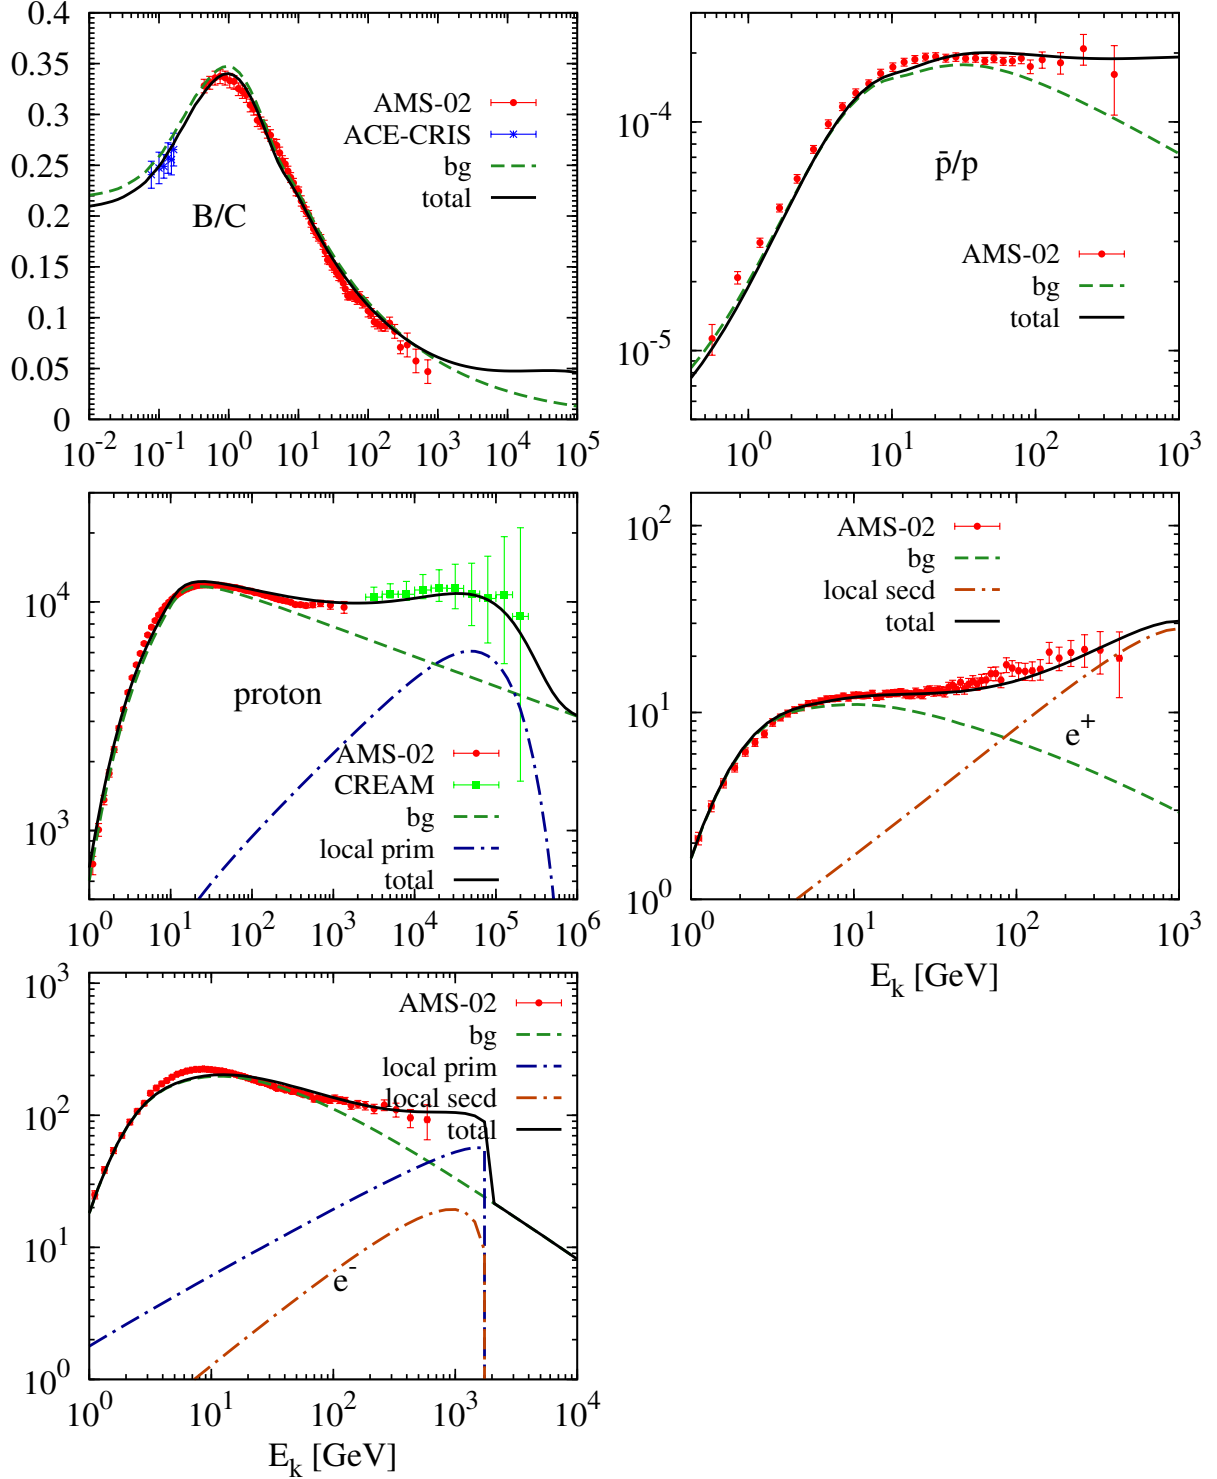 0.4
0.35
0.3
0.25
0.2
0.15
0.1
0.05
0
AMS-02
ACE-CRIS
bg
total
B/C
10^-2 10^-1 10^0 10^1 10^2 10^3 10^4 10^5
10^-4
10^-5
p̄/p
AMS-02
bg
total
10^0 10^1 10^2 10^3
10^4
10^3
proton
AMS-02
CREAM
bg
local prim
total
10^0 10^1 10^2 10^3 10^4 10^5 10^6
10^2
10^1
10^0
AMS-02
bg
local secd
total
e^+
10^0 10^1 10^2 10^3
E_k [GeV]
10^3
10^2
10^1
10^0
AMS-02
bg
local prim
local secd
total
e^-
10^0 10^1 10^2 10^3 10^4
E_k [GeV]